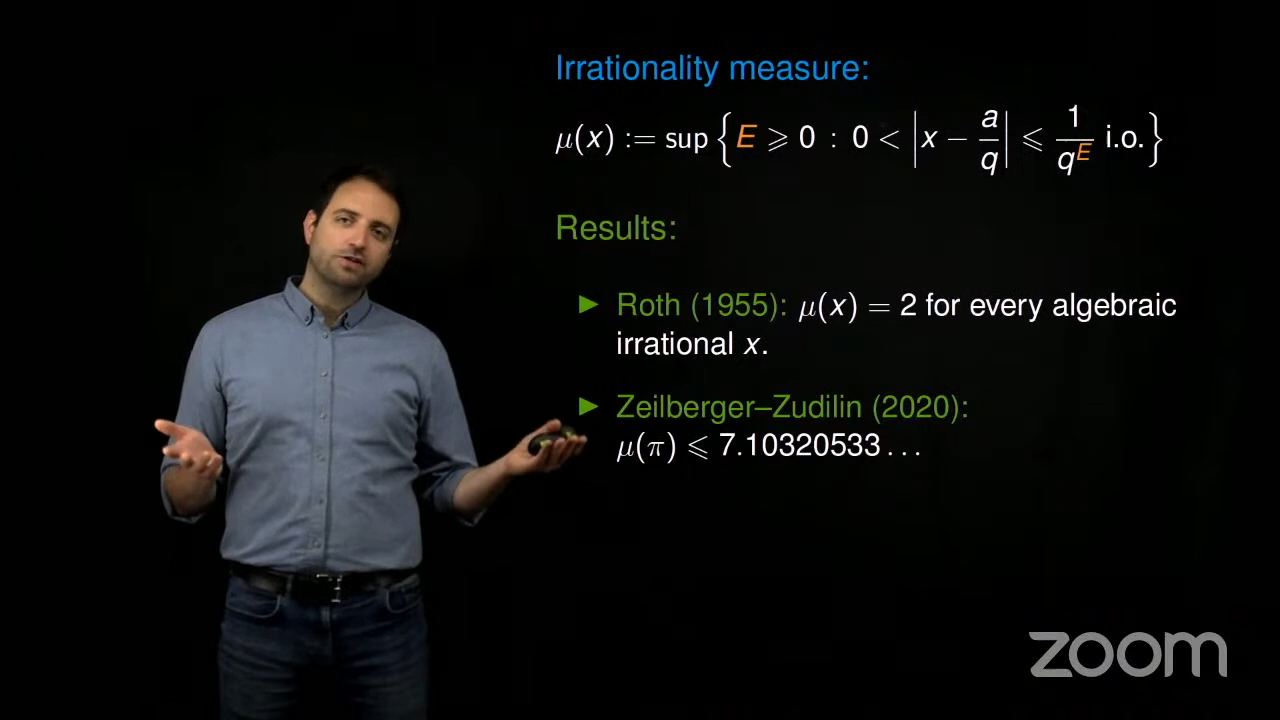 Irrationality measure:
μ(x) := sup { E ⩾ 0 : 0 < | x − a/q | ⩽ 1/q^E i.o. }
Results:
► Roth (1955): μ(x) = 2 for every algebraic
irrational x.
► Zeilberger–Zudilin (2020):
μ(π) ⩽ 7.10320533…
zoom